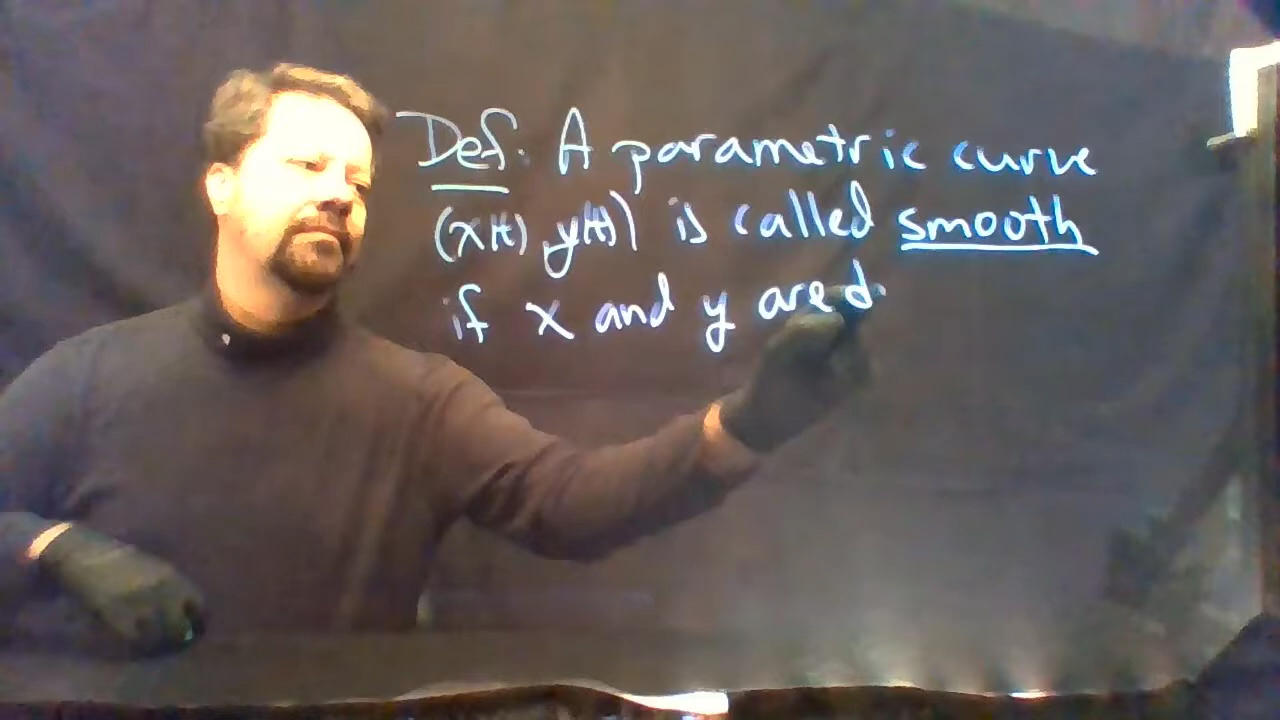 Def. A parametric curve
(x(t), y(t)) is called smooth
if x and y are d